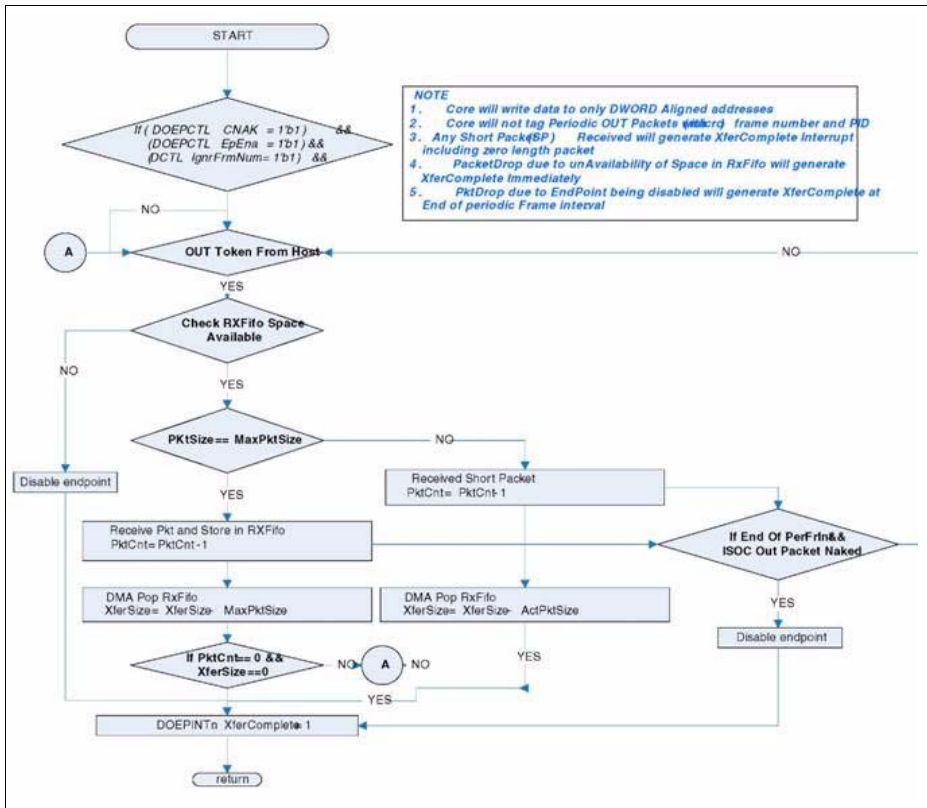 START
If ( DOEPCTL CNAK = 1'b1 ) &&
(DOEPCTL EpEna = 1'b1 ) &&
(DCTL IgnrFrmNum= 1'b1) &&
NOTE
1 . Core will write data to only DWORD Aligned addresses
2 . Core will not tag Periodic OUT Packets frame number and PID
3 . Any Short Packet(SP) Received will generate XferComplete Interrupt
including zero length packet
4 . PacketDrop due to unAvailability of Space in RxFifo will generate
XferComplete Immediately
5 . PktDrop due to EndPoint being disabled will generate XferComplete at
End of periodic Frame interval
NO
A
OUT Token From Host
NO
YES
Check RXFifo Space
Available
NO
YES
PKtSize== MaxPktSize
NO
Disable endpoint
YES
Received Short Packet
PktCnt= PktCnt-1
Receive Pkt and Store in RXFifo
PktCnt=PktCnt-1
If End Of PerFrIn&&
ISOC Out Packet Naked
DMA Pop RxFifo
XferSize= XferSize- MaxPktSize
DMA Pop RxFifo
XferSize= XferSize- ActPktSize
YES
Disable endpoint
If PktCnt== 0 &&
XferSize==0
NO
A
NO
YES
YES
DOEPINTn XferComplete=1
return